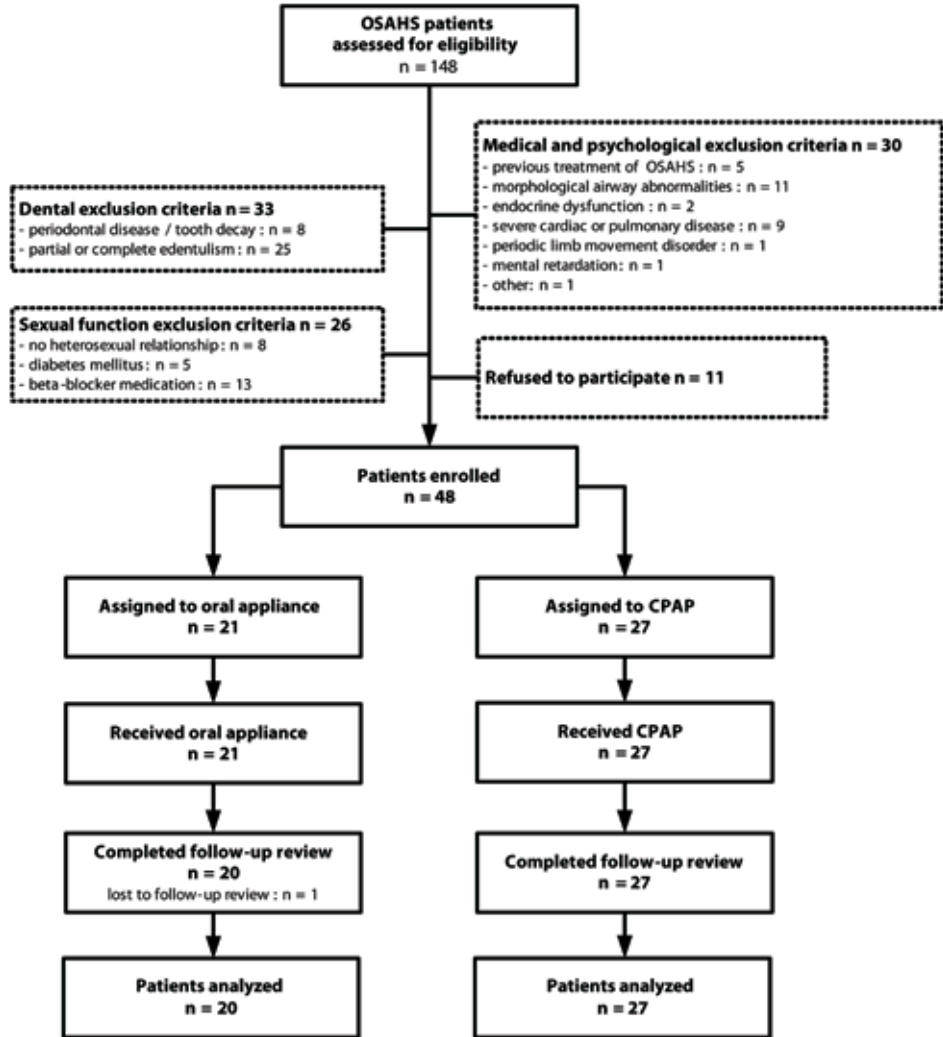 OSAHS patients
assessed for eligibility
n = 148
Medical and psychological exclusion criteria n = 30
- previous treatment of OSAHS : n = 5
- morphological airway abnormalities : n = 11
- endocrine dysfunction : n = 2
- severe cardiac or pulmonary disease : n = 9
- periodic limb movement disorder : n = 1
- mental retardation : n = 1
- other: n = 1
Dental exclusion criteria n = 33
- periodontal disease / tooth decay : n = 8
- partial or complete edentulism : n = 25
Sexual function exclusion criteria n = 26
- no heterosexual relationship : n = 8
- diabetes mellitus : n = 5
- beta-blocker medication : n = 13
Refused to participate n = 11
Patients enrolled
n = 48
Assigned to oral appliance
n = 21
Assigned to CPAP
n = 27
Received oral appliance
n = 21
Received CPAP
n = 27
Completed follow-up review
n = 20
lost to follow-up review : n = 1
Completed follow-up review
n = 27
Patients analyzed
n = 20
Patients analyzed
n = 27